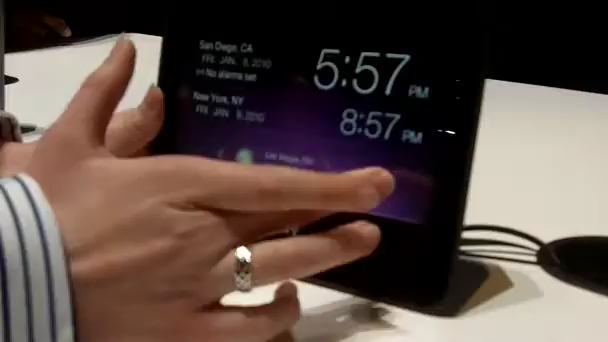 San Diego, CA
FRI, JAN 8, 2010
No alarms set
5:57 PM
New York, NY
FRI, JAN 8, 2010
8:57 PM